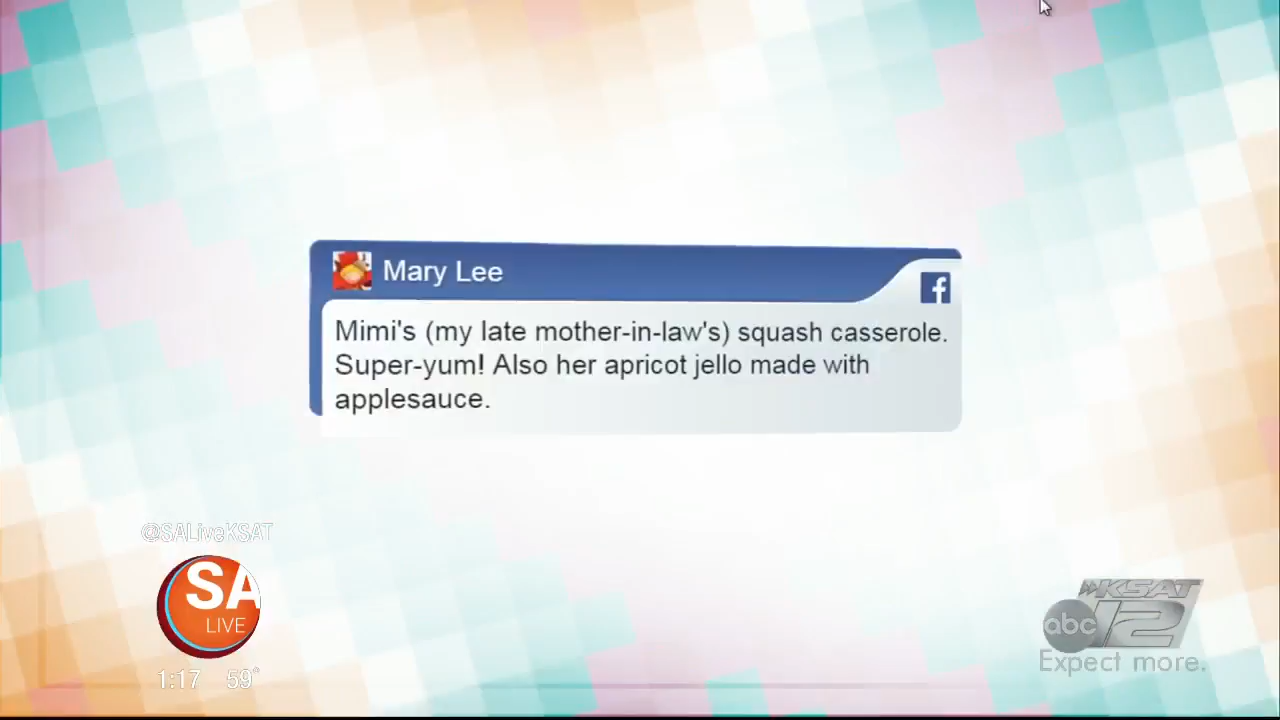 Mary Lee
Mimi's (my late mother-in-law's) squash casserole.
Super-yum! Also her apricot jello made with
applesauce.
@SALiveKSAT
SA
LIVE
1:17 59°
KSAT
abc 12
Expect more.